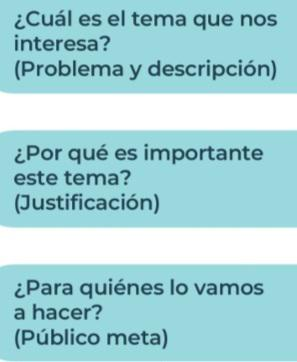 ¿Cuál es el tema que nos
interesa?
(Problema y descripción)
¿Por qué es importante
este tema?
(Justificación)
¿Para quiénes lo vamos
a hacer?
(Público meta)